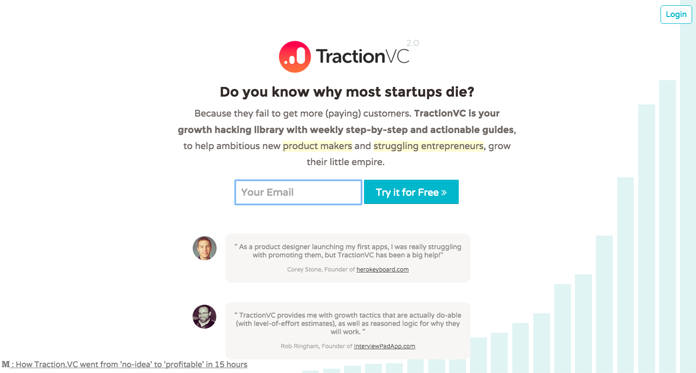 Login
TractionVC 2.0
Do you know why most startups die?
Because they fail to get more (paying) customers. TractionVC is your
growth hacking library with weekly step-by-step and actionable guides,
to help ambitious new product makers and struggling entrepreneurs, grow
their little empire.
Your Email
Try it for Free »
" As a product designer launching my first apps, I was really struggling
with promoting them, but TractionVC has been a big help!"
Corey Stone, Founder of herokeyboard.com
" TractionVC provides me with growth tactics that are actually do-able
(with level-of-effort estimates), as well as reasoned logic for why they
will work. "
Rob Ringham, Founder of InterviewPadApp.com
M : How Traction.VC went from 'no-idea' to 'profitable' in 15 hours